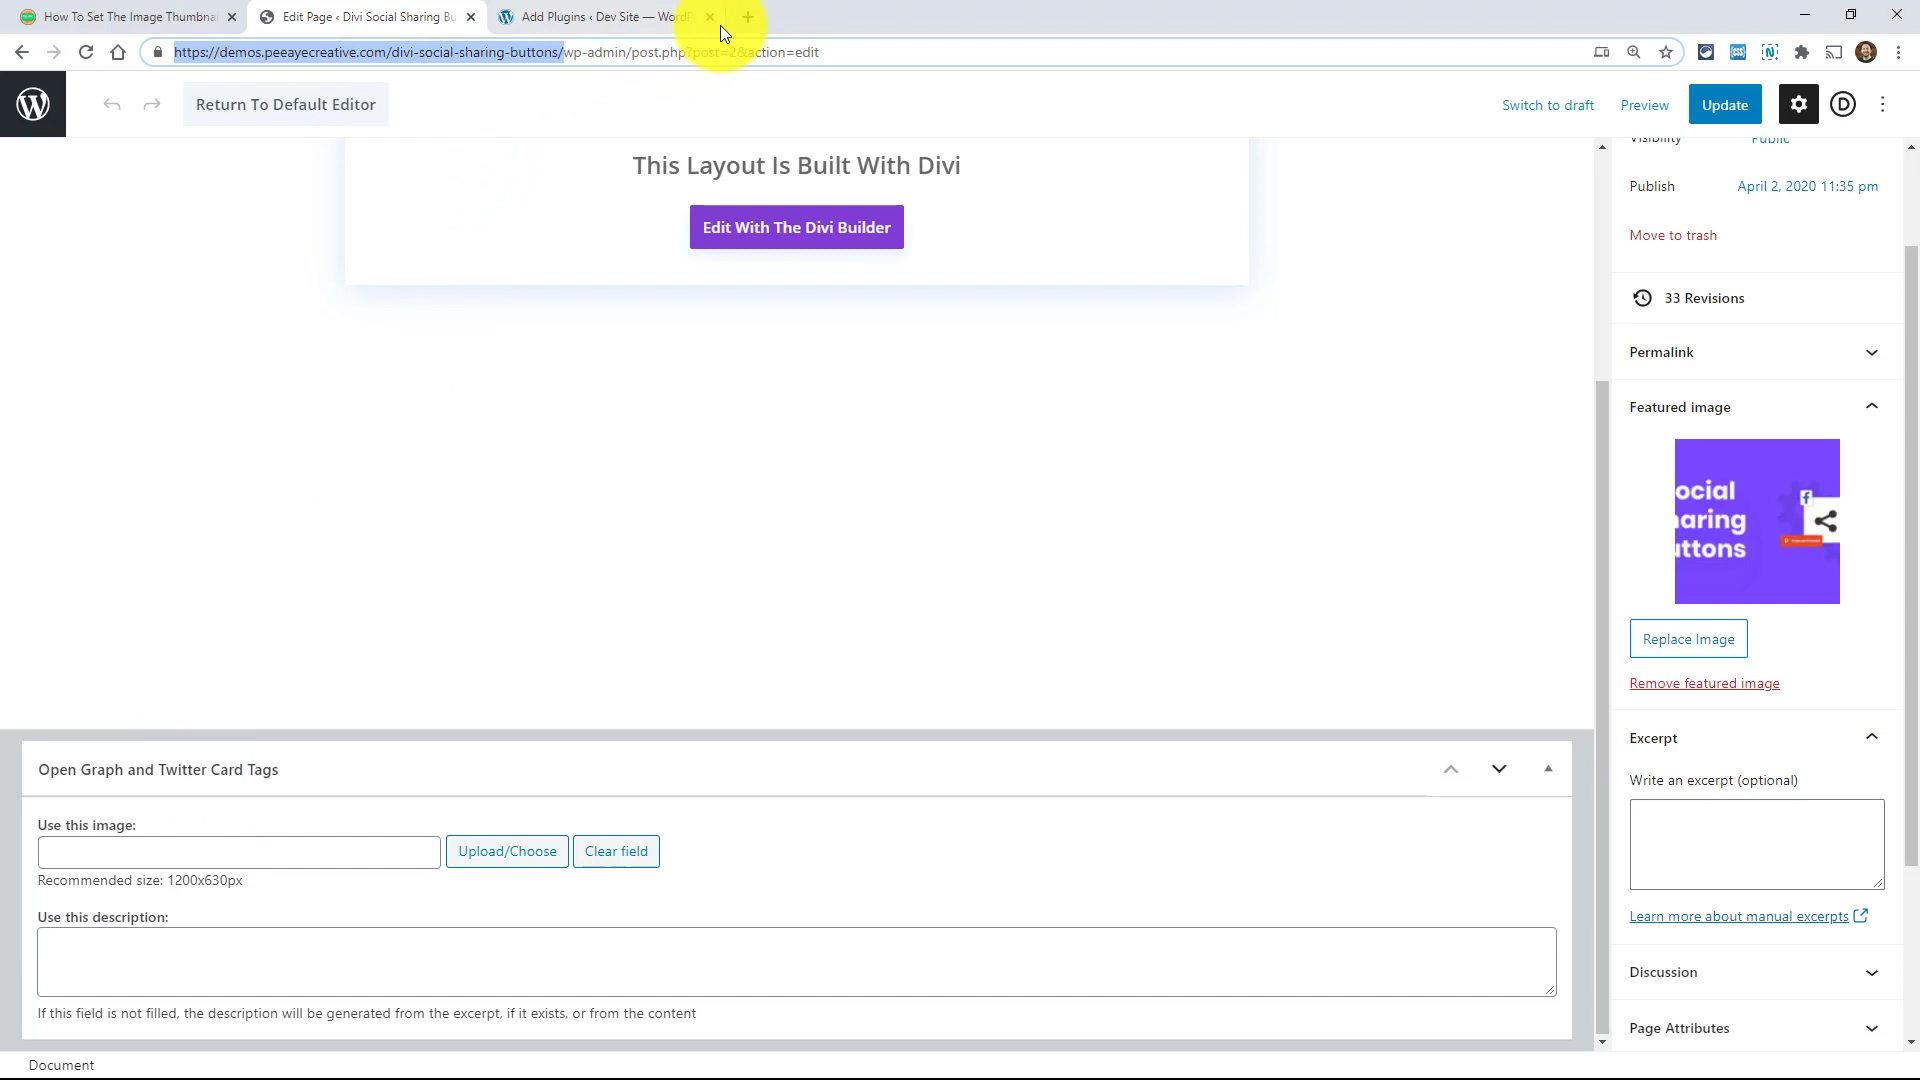 How To Set The Image Thumbna
Edit Page ‹ Divi Social Sharing Bu
Add Plugins ‹ Dev Site — WordP
https://demos.peeayecreative.com/divi-social-sharing-buttons/wp-admin/post.php?post=2&action=edit
Return To Default Editor
Switch to draft
Preview
Update
This Layout Is Built With Divi
Edit With The Divi Builder
Visibility
Public
Publish
April 2, 2020 11:35 pm
Move to trash
33 Revisions
Permalink
Featured image
ocial
haring
uttons
Replace Image
Remove featured image
Excerpt
Write an excerpt (optional)
Learn more about manual excerpts
Discussion
Page Attributes
Open Graph and Twitter Card Tags
Use this image:
Upload/Choose
Clear field
Recommended size: 1200x630px
Use this description:
If this field is not filled, the description will be generated from the excerpt, if it exists, or from the content
Document